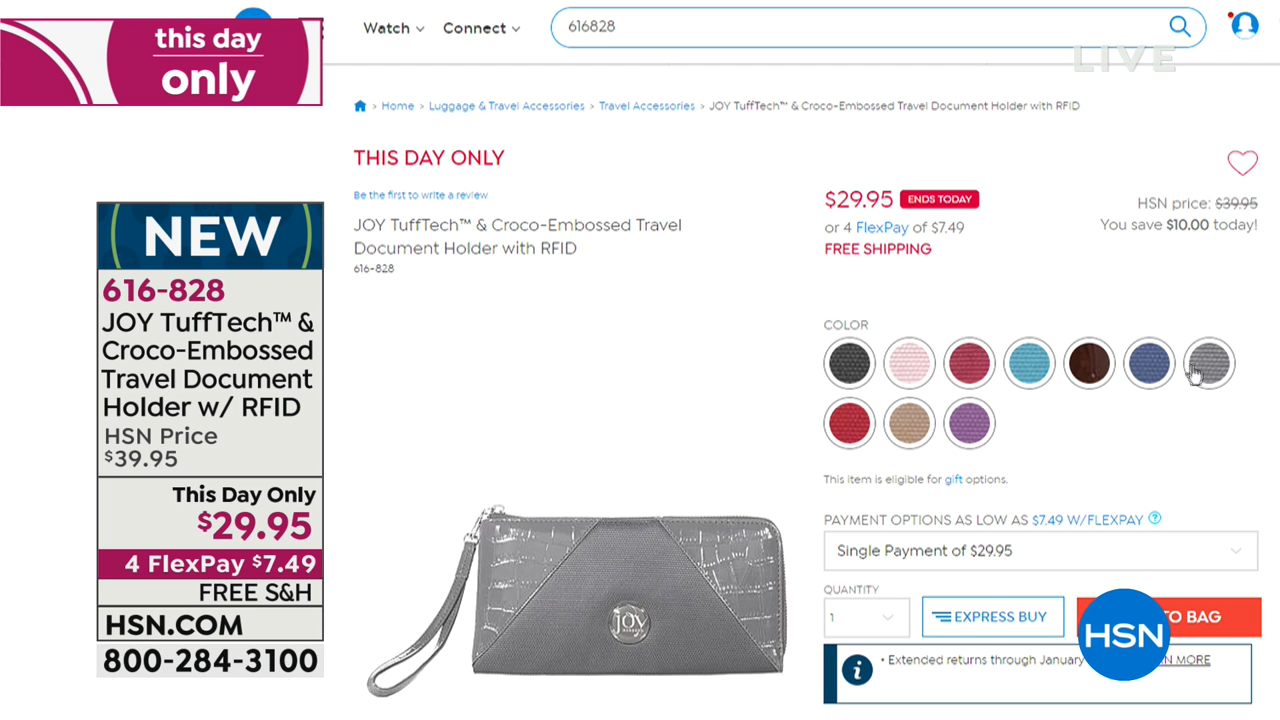 this day
only
Watch
Connect
616828
LIVE
> Home > Luggage & Travel Accessories > Travel Accessories > JOY TuffTech™ & Croco-Embossed Travel Document Holder with RFID
THIS DAY ONLY
Be the first to write a review
JOY TuffTech™ & Croco-Embossed Travel
Document Holder with RFID
616-828
$29.95 ENDS TODAY
or 4 FlexPay of $7.49
FREE SHIPPING
HSN price: $39.95
You save $10.00 today!
NEW
616-828
JOY TuffTech™ &
Croco-Embossed
Travel Document
Holder w/ RFID
HSN Price
$39.95
This Day Only
$29.95
4 FlexPay $7.49
FREE S&H
HSN.COM
800-284-3100
COLOR
This item is eligible for gift options.
PAYMENT OPTIONS AS LOW AS $7.49 W/FLEXPAY
Single Payment of $29.95
QUANTITY
1
EXPRESS BUY
TO BAG
HSN
• Extended returns through January
MORE
joy